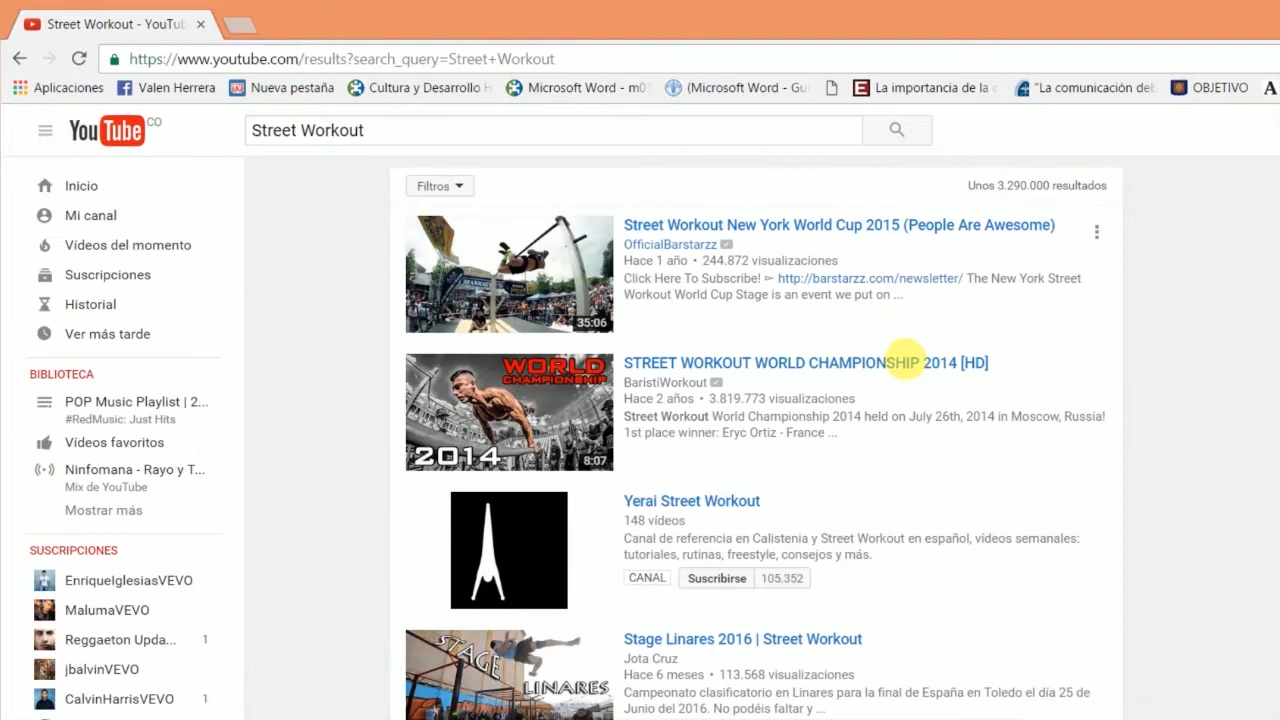 Street Workout - YouTub
https://www.youtube.com/results?search_query=Street+Workout
Aplicaciones
Valen Herrera
Nueva pestaña
Cultura y Desarrollo H
Microsoft Word - m0
(Microsoft Word - Gu
La importancia de la c
"La comunicación deb
OBJETIVO
A
YouTube CO
Street Workout
Inicio
Mi canal
Vídeos del momento
Suscripciones
Historial
Ver más tarde
BIBLIOTECA
POP Music Playlist | 2...
#RedMusic: Just Hits
Vídeos favoritos
Ninfomana - Rayo y T...
Mix de YouTube
Mostrar más
SUSCRIPCIONES
EnriqueIglesiasVEVO
MalumaVEVO
Reggaeton Upda... 1
jbalvinVEVO
CalvinHarrisVEVO 1
Filtros
Unos 3.290.000 resultados
35:06
Street Workout New York World Cup 2015 (People Are Awesome)
OfficialBarstarzz
Hace 1 año • 244.872 visualizaciones
Click Here To Subscribe! ► http://barstarzz.com/newsletter/ The New York Street
Workout World Cup Stage is an event we put on ...
WORLD
CHAMPIONSHIP
2014
8:07
STREET WORKOUT WORLD CHAMPIONSHIP 2014 [HD]
BaristiWorkout
Hace 2 años • 3.819.773 visualizaciones
Street Workout World Championship 2014 held on July 26th, 2014 in Moscow, Russia!
1st place winner: Eryc Ortiz - France ...
Yerai Street Workout
148 vídeos
Canal de referencia en Calistenia y Street Workout en español, vídeos semanales:
tutoriales, rutinas, freestyle, consejos y más.
CANAL
Suscribirse 105.352
STAGE
LINARES
Stage Linares 2016 | Street Workout
Jota Cruz
Hace 6 meses • 113.568 visualizaciones
Campeonato clasificatorio en Linares para la final de España en Toledo el día 25 de
Junio del 2016. No podéis faltar y ...